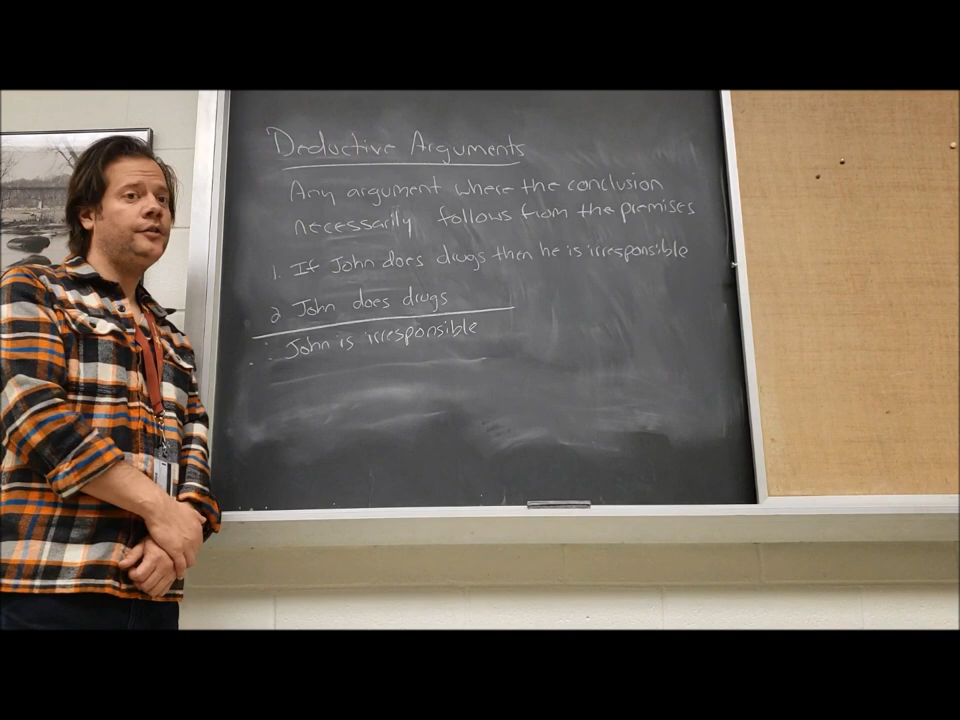 Deductive Arguments
Any argument where the conclusion
necessarily follows from the premises
1. If John does drugs then he is irresponsible
2 John does drugs
∴ John is irresponsible